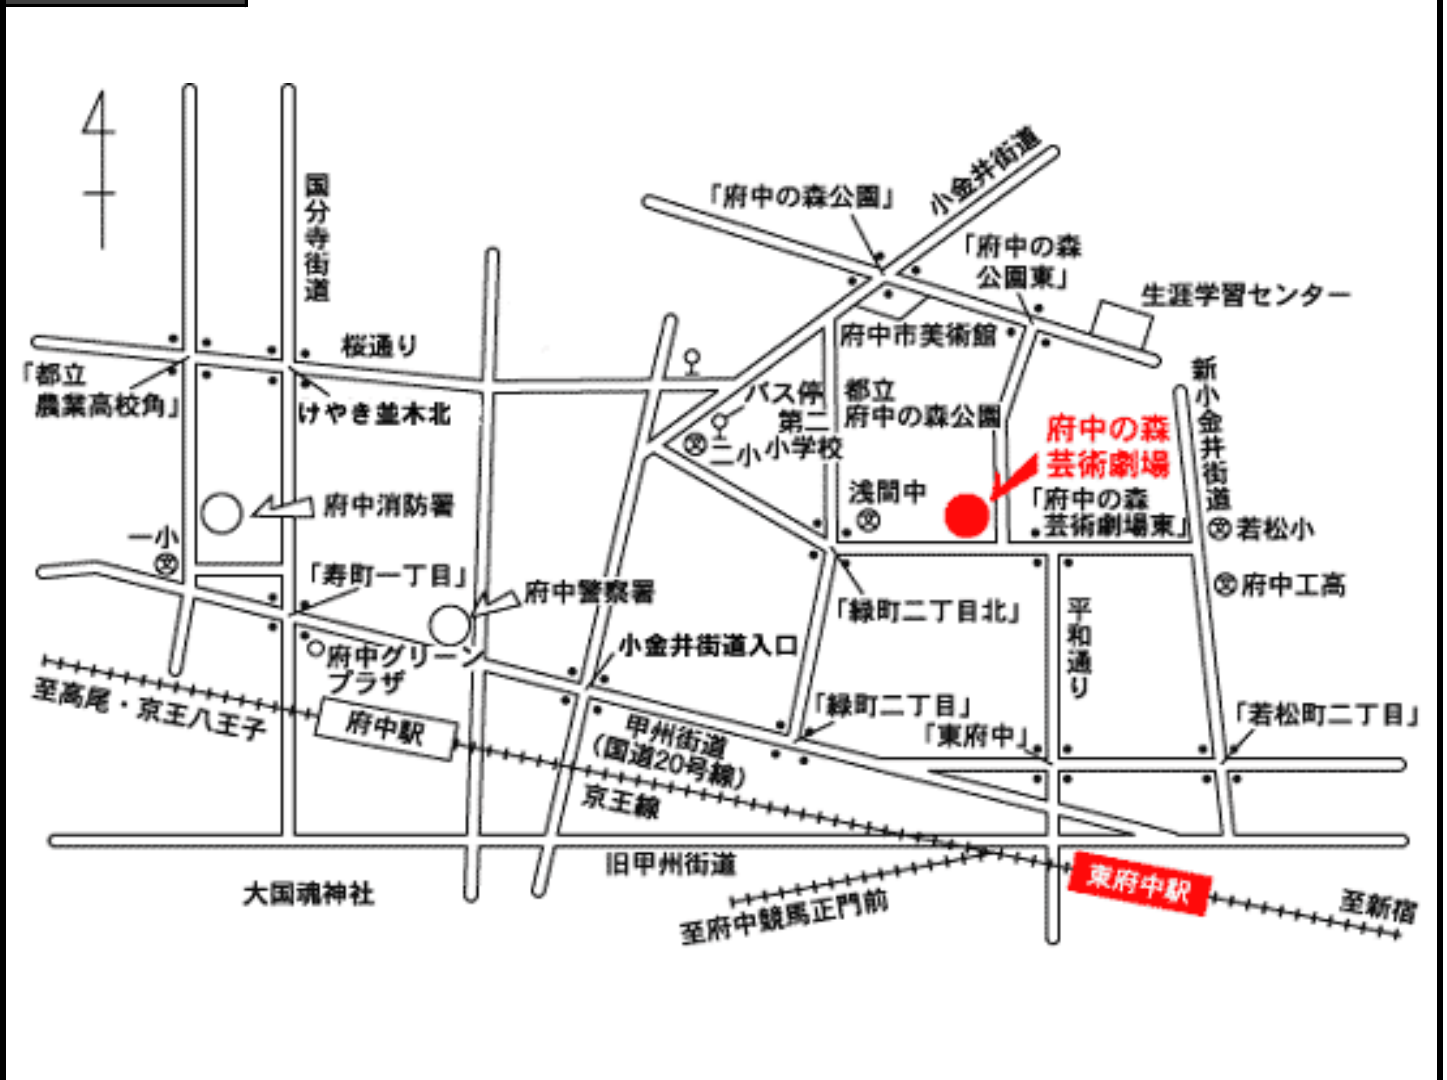 小金井街道
「府中の森公園」
国分寺街道
「府中の森
公園東」
生涯学習センター
府中市美術館
桜通り
「都立
農業高校角」
けやき並木北
新小金井街道
バス停
都立
府中の森公園
第二
小学校
二小
府中の森
芸術劇場
浅間中
「府中の森
芸術劇場東」
若松小
府中消防署
一小
「寿町一丁目」
府中警察署
府中工高
「緑町二丁目北」
平和通り
小金井街道入口
府中グリーン
プラザ
至高尾・京王八王子
府中駅
「緑町二丁目」
「東府中」
「若松町二丁目」
甲州街道
(国道20号線)
京王線
旧甲州街道
大国魂神社
至府中競馬正門前
東府中駅
至新宿